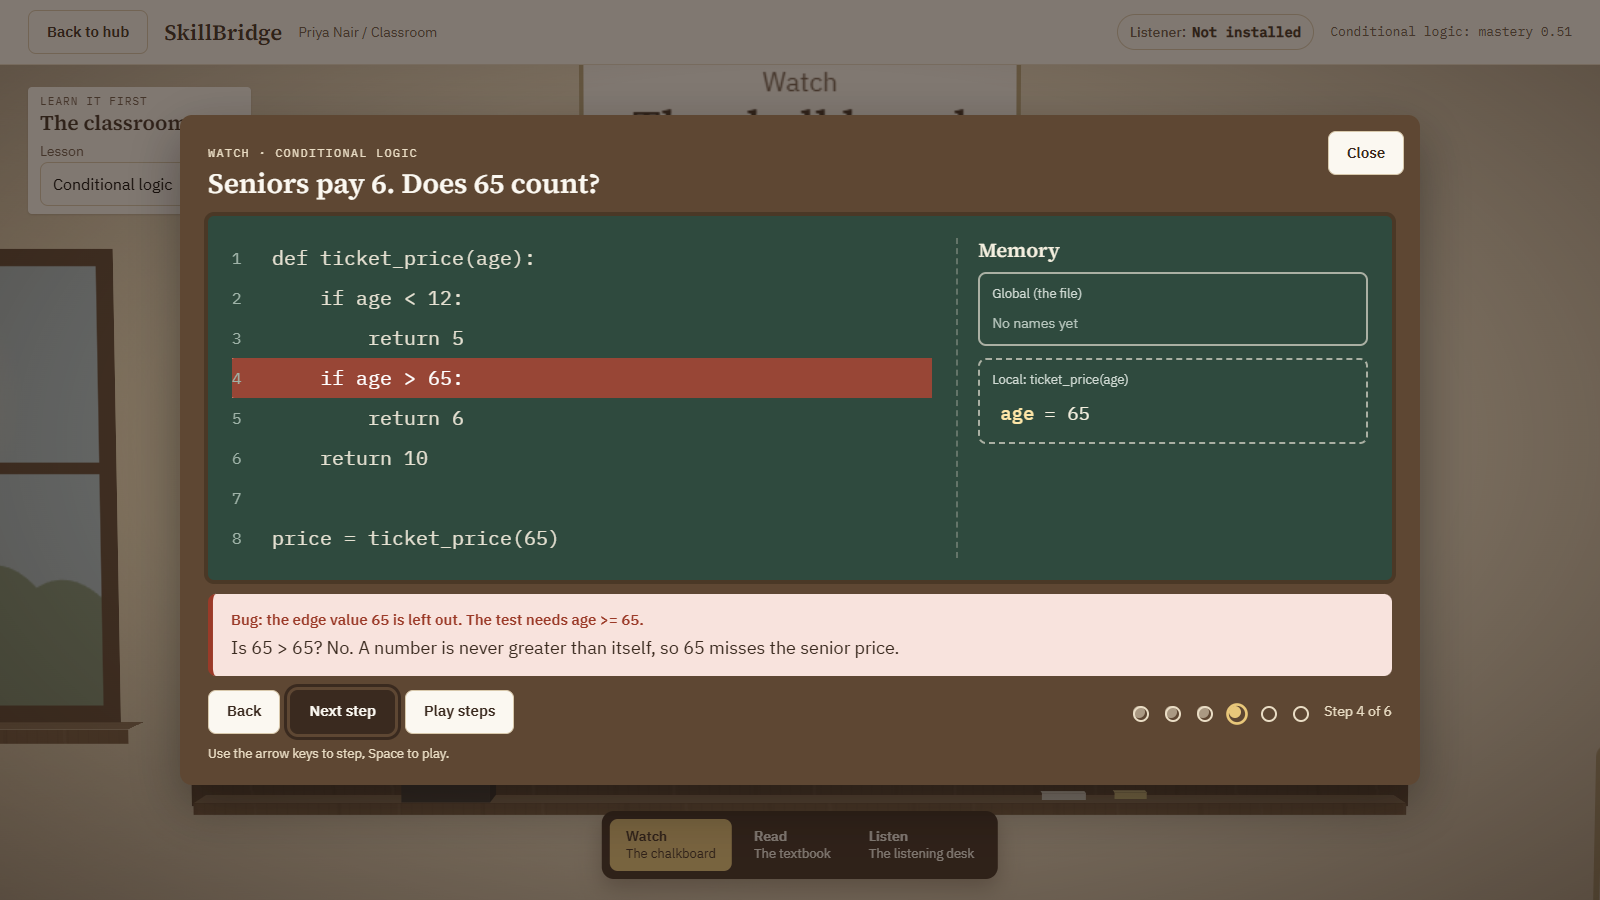 Back to hub
SkillBridge
Priya Nair / Classroom
Listener: Not installed
Conditional logic: mastery 0.51
LEARN IT FIRST
The classroom
Lesson
Conditional logic
Watch
WATCH · CONDITIONAL LOGIC
Seniors pay 6. Does 65 count?
Close
1 def ticket_price(age):
2 if age < 12:
3 return 5
4 if age > 65:
5 return 6
6 return 10
7
8 price = ticket_price(65)
Memory
Global (the file)
No names yet
Local: ticket_price(age)
age = 65
Bug: the edge value 65 is left out. The test needs age >= 65.
Is 65 > 65? No. A number is never greater than itself, so 65 misses the senior price.
Back
Next step
Play steps
Step 4 of 6
Use the arrow keys to step, Space to play.
Watch
The chalkboard
Read
The textbook
Listen
The listening desk